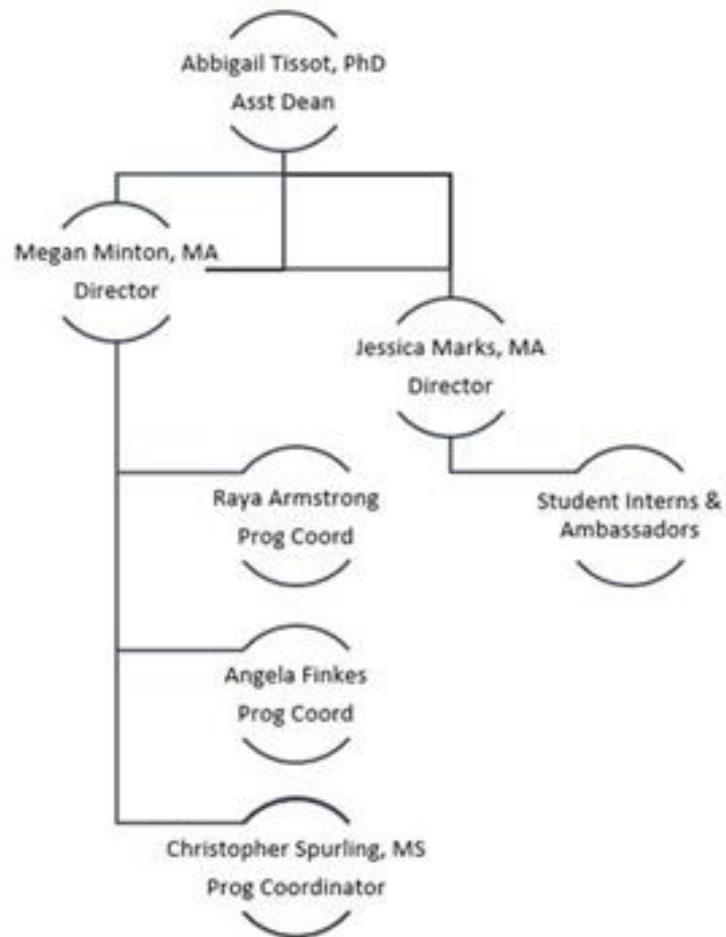 Abbigail Tissot, PhD
Asst Dean
Megan Minton, MA
Director
Jessica Marks, MA
Director
Raya Armstrong
Prog Coord
Student Interns &
Ambassadors
Angela Finkes
Prog Coord
Christopher Spurling, MS
Prog Coordinator